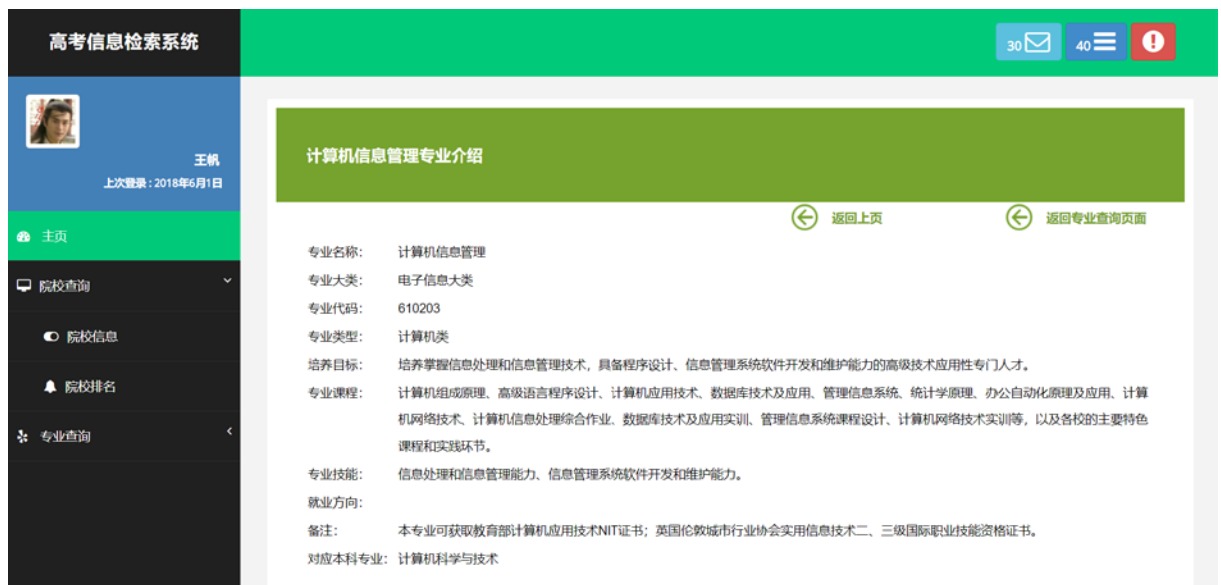 高考信息检索系统
30
40
王帆
上次登录 : 2018年6月1日
主页
院校查询
院校信息
院校排名
专业查询
计算机信息管理专业介绍
返回上页 返回专业查询页面
专业名称: 计算机信息管理
专业大类: 电子信息大类
专业代码: 610203
专业类型: 计算机类
培养目标: 培养掌握信息处理和信息管理技术，具备程序设计、信息管理系统软件开发和维护能力的高级技术应用性专门人才。
专业课程: 计算机组成原理、高级语言程序设计、计算机应用技术、数据库技术及应用、管理信息系统、统计学原理、办公自动化原理及应用、计算
机网络技术、计算机信息处理综合作业、数据库技术及应用实训、管理信息系统课程设计、计算机网络技术实训等，以及各校的主要特色
课程和实践环节。
专业技能: 信息处理和信息管理能力、信息管理系统软件开发和维护能力。
就业方向:
备注: 本专业可获取教育部计算机应用技术NIT证书；英国伦敦城市行业协会实用信息技术二、三级国际职业技能资格证书。
对应本科专业: 计算机科学与技术